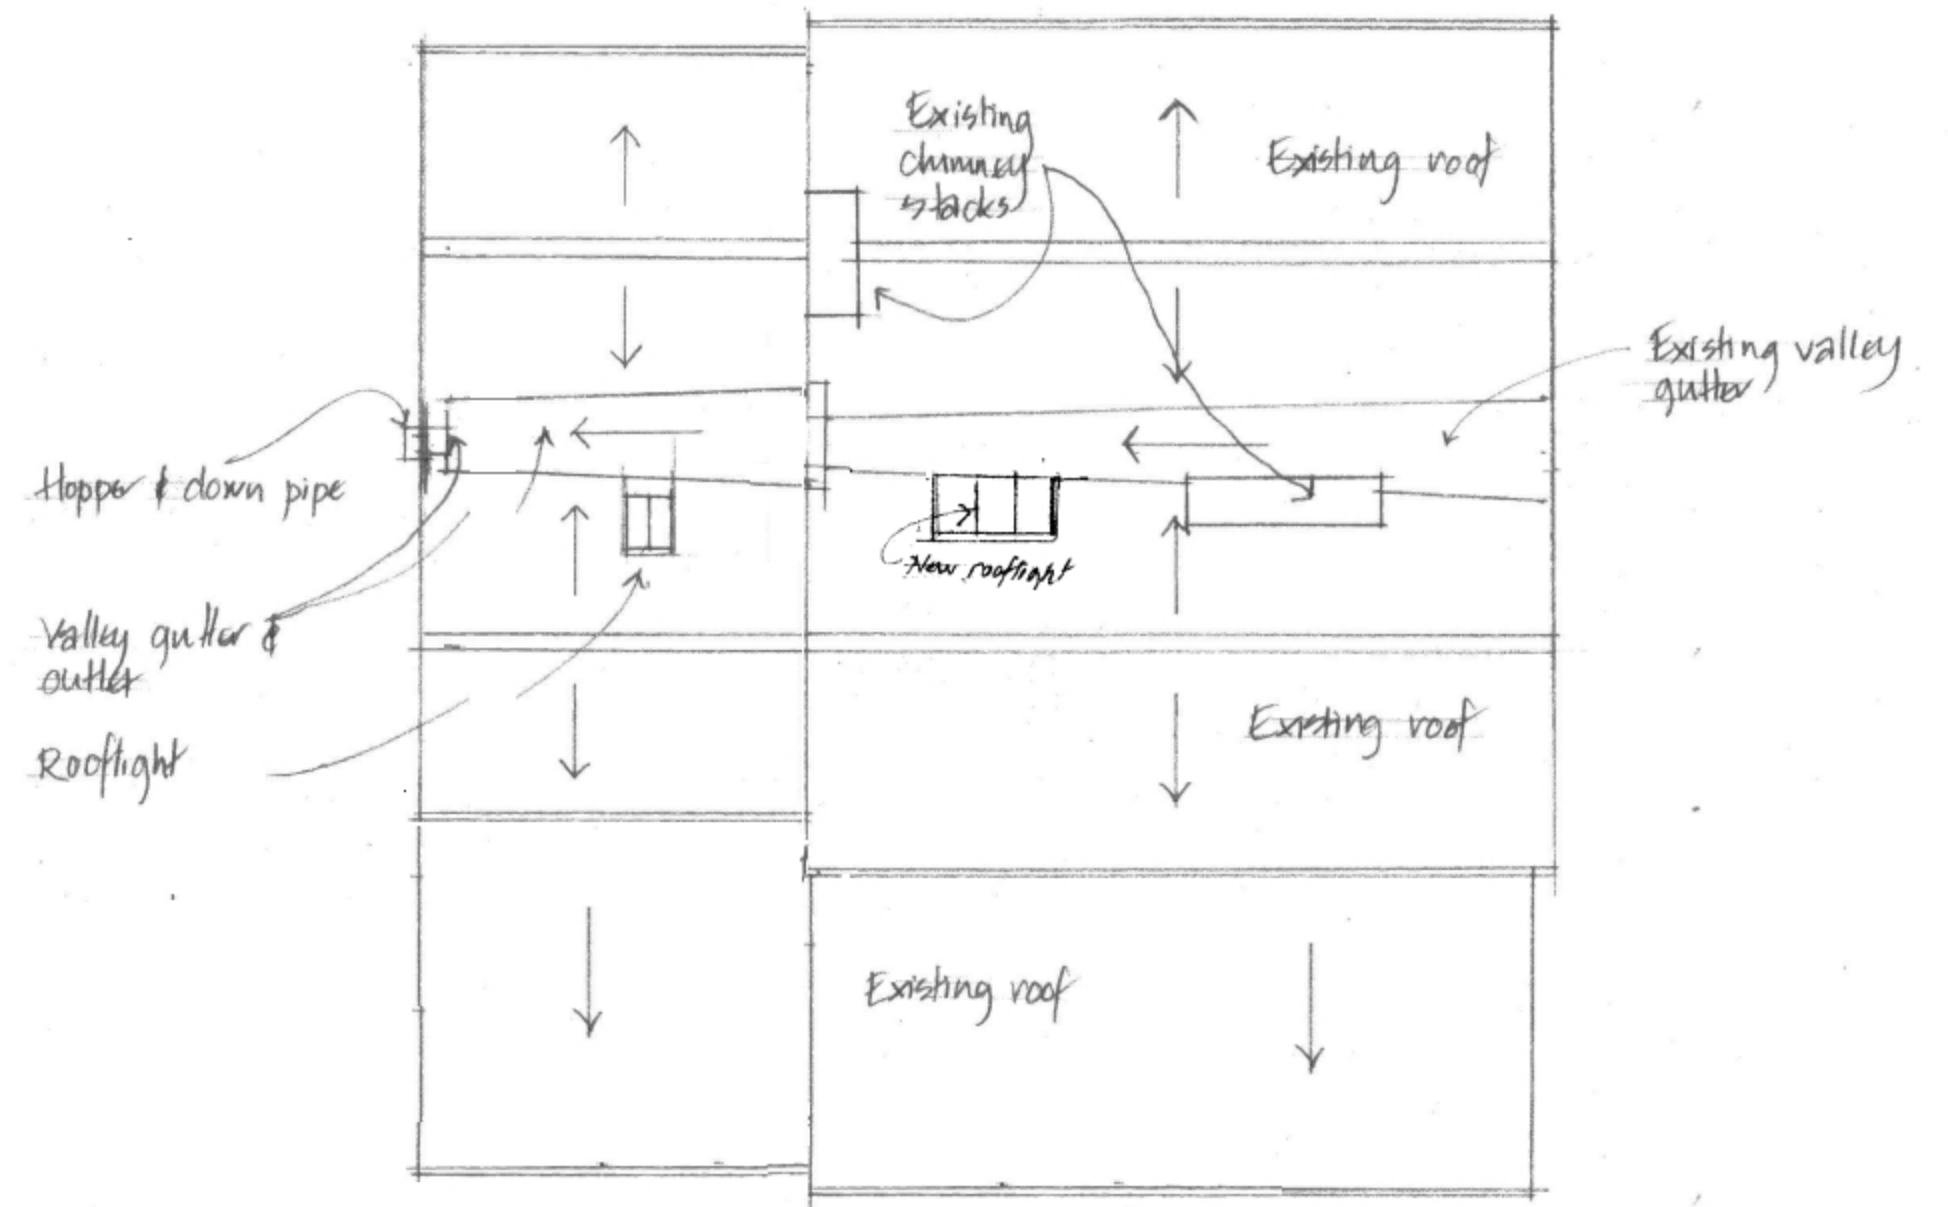 Existing
chimney
stacks
Existing roof
Existing valley
gutter
Hopper & down pipe
New rooflight
Valley gutter &
outlet
Existing roof
Rooflight
Existing roof